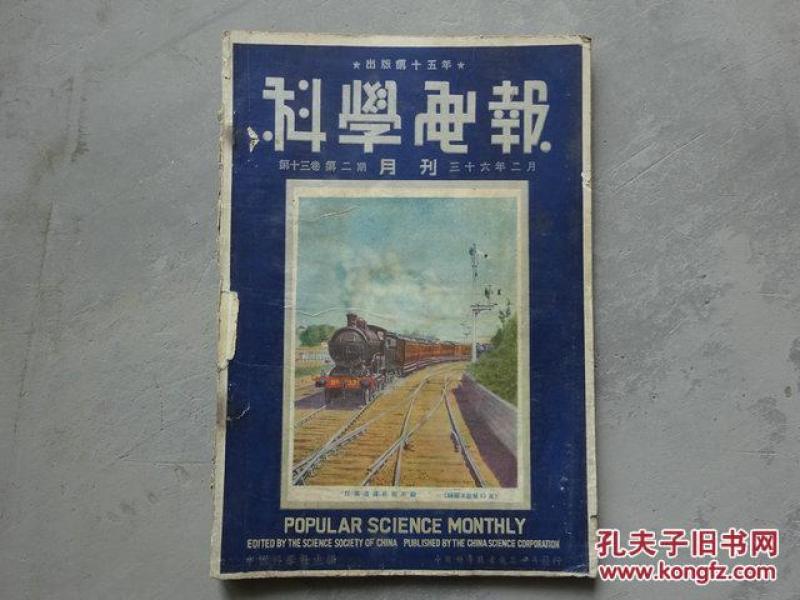 ★出版第十五年★
科學画報
第十三卷 第二期 月刊 三十六年二月
POPULAR SCIENCE MONTHLY
EDITED BY THE SCIENCE SOCIETY OF CHINA PUBLISHED BY THE CHINA SCIENCE CORPORATION
孔夫子旧书网
www.kongfz.com